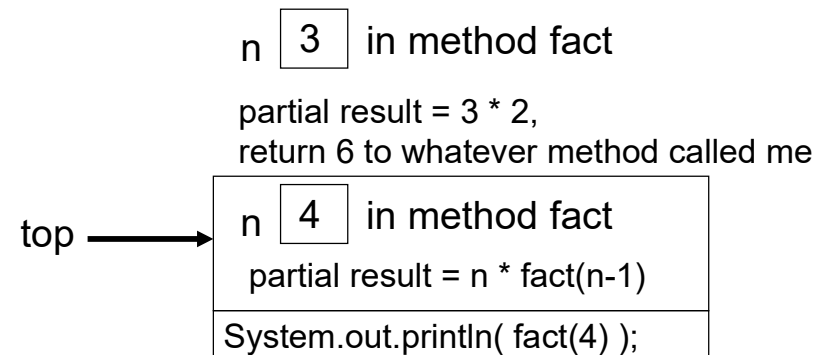 n 3 in method fact
partial result = 3 * 2,
return 6 to whatever method called me
top
n 4 in method fact
partial result = n * fact(n-1)
System.out.println( fact(4) );